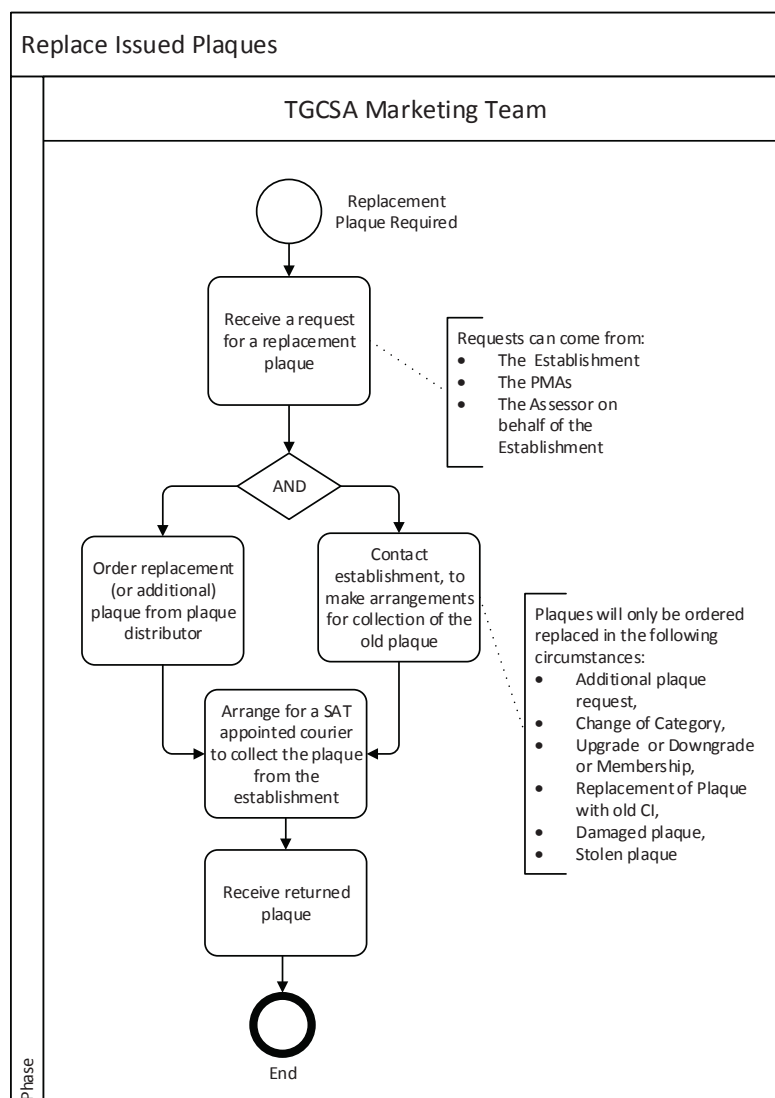 Replace Issued Plaques
TGCSA Marketing Team
Replacement
Plaque Required
Receive a request
for a replacement
plaque
Requests can come from:
• The Establishment
• The PMAs
• The Assessor on
behalf of the
Establishment
AND
Order replacement
(or additional)
plaque from plaque
distributor
Contact
establishment, to
make arrangements
for collection of the
old plaque
Plaques will only be ordered
replaced in the following
circumstances:
• Additional plaque
request,
• Change of Category,
• Upgrade or Downgrade
or Membership,
• Replacement of Plaque
with old CI,
• Damaged plaque,
• Stolen plaque
Arrange for a SAT
appointed courier
to collect the plaque
from the
establishment
Receive returned
plaque
End
Phase